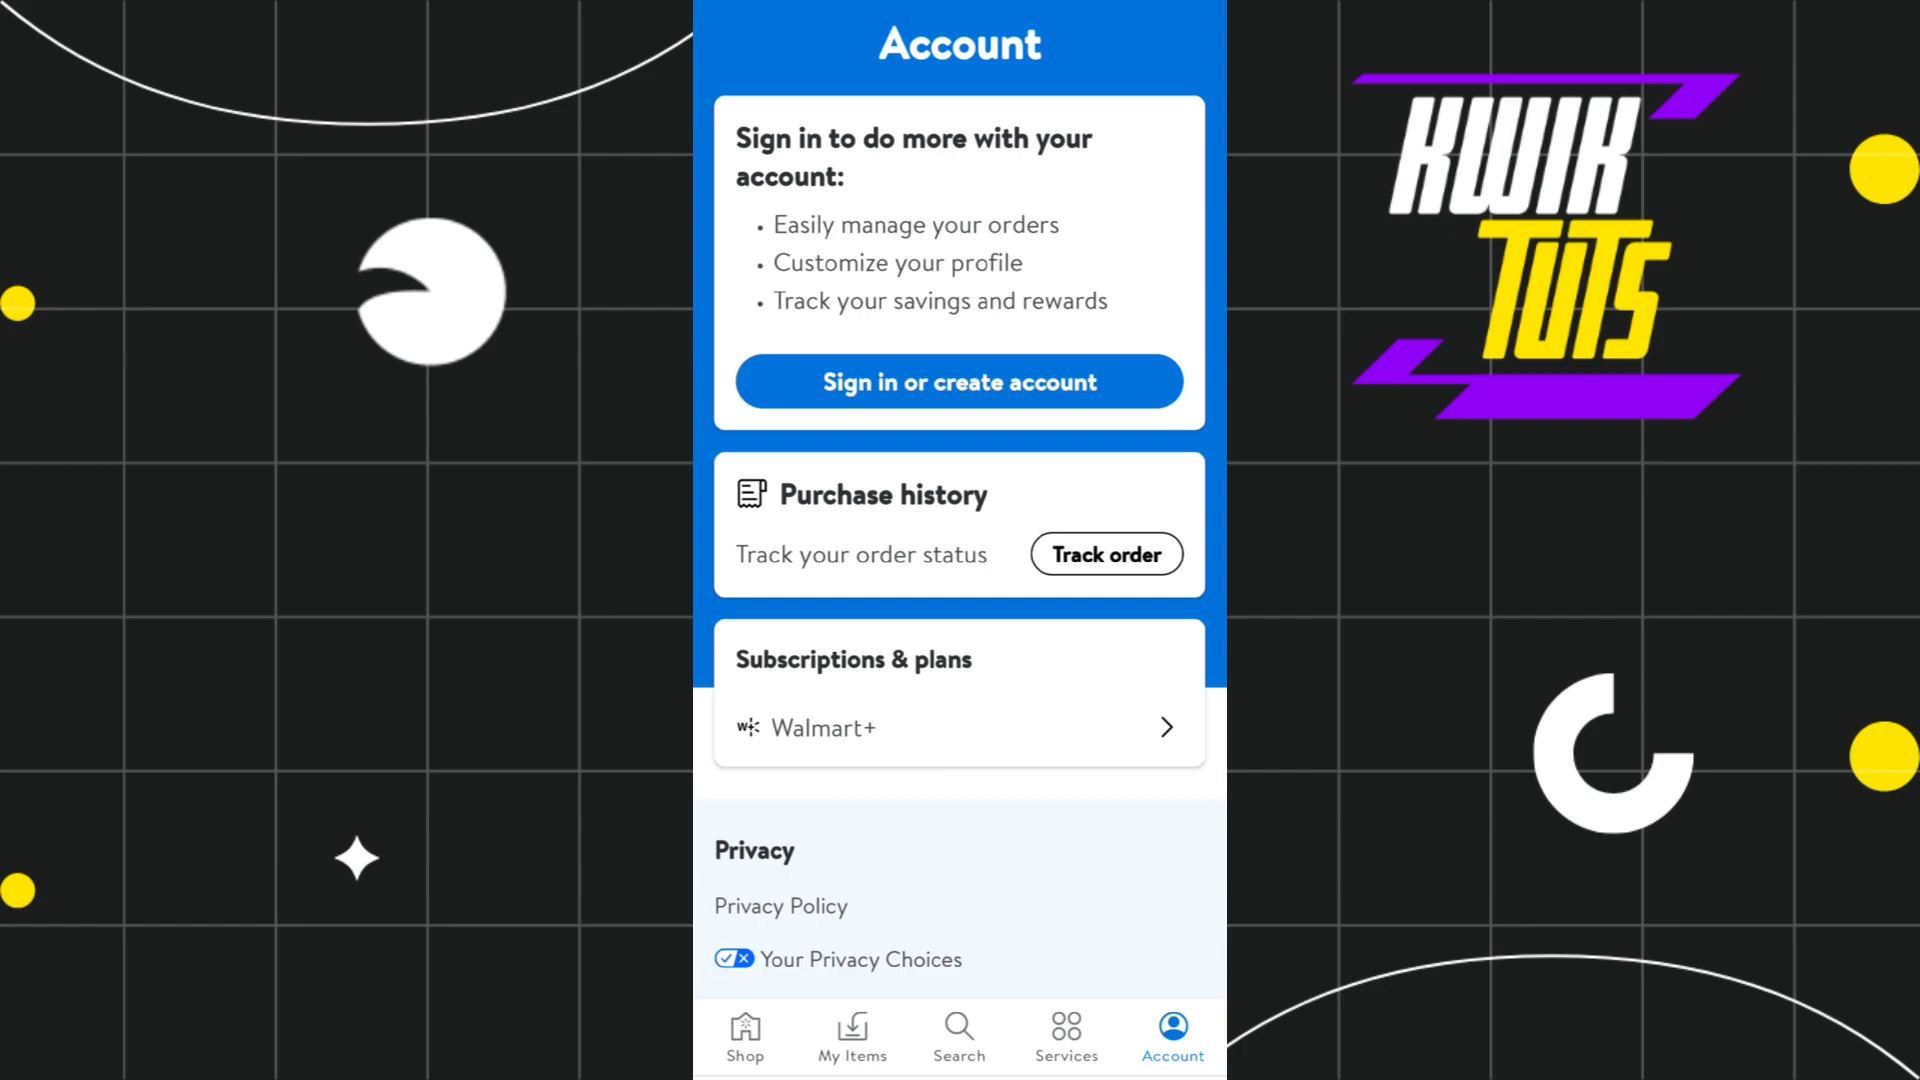 Account
Sign in to do more with your
account:
• Easily manage your orders
• Customize your profile
• Track your savings and rewards
Sign in or create account
Purchase history
Track your order status
Track order
Subscriptions & plans
W+ Walmart+
Privacy
Privacy Policy
Your Privacy Choices
Shop
My Items
Search
Services
Account
KWIK
TUTS